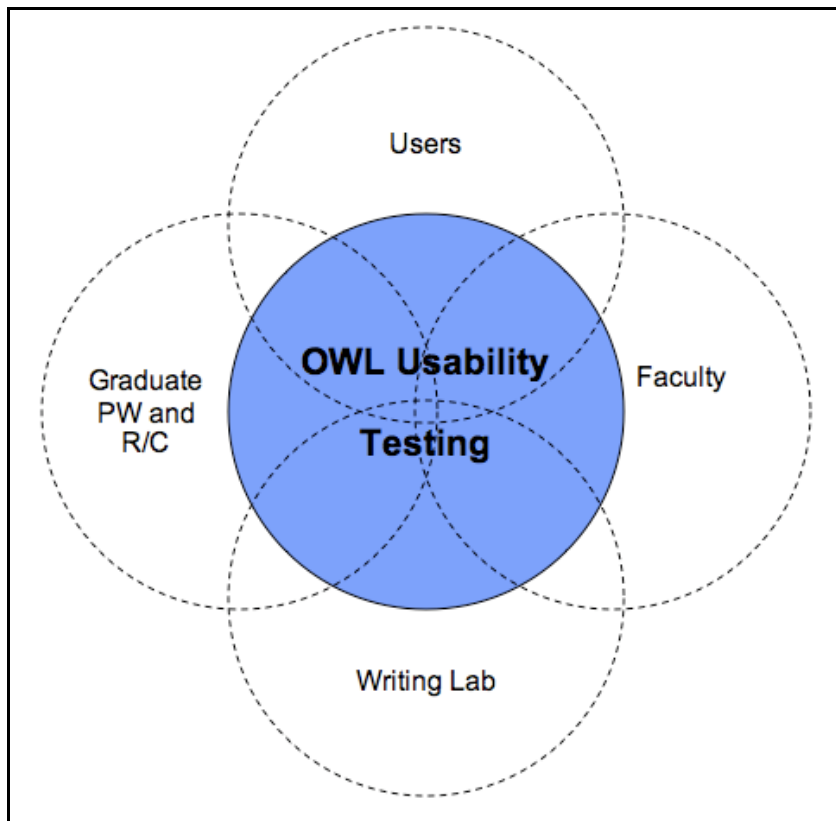 Users
OWL Usability
Testing
Graduate
PW and
R/C
Faculty
Writing Lab